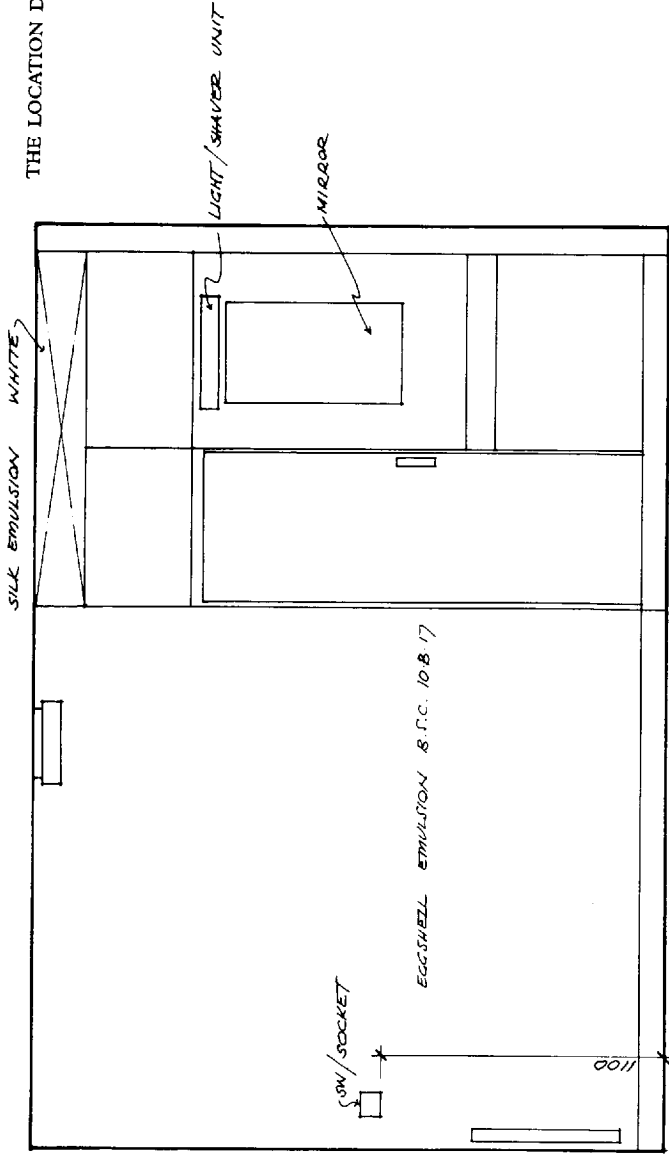 THE LOCATION D
SILK EMULSION WHITE
LIGHT/SHAVER UNIT
MIRROR
SW/SOCKET
EGGSHELL EMULSION B.S.C. 10·B·17
1100